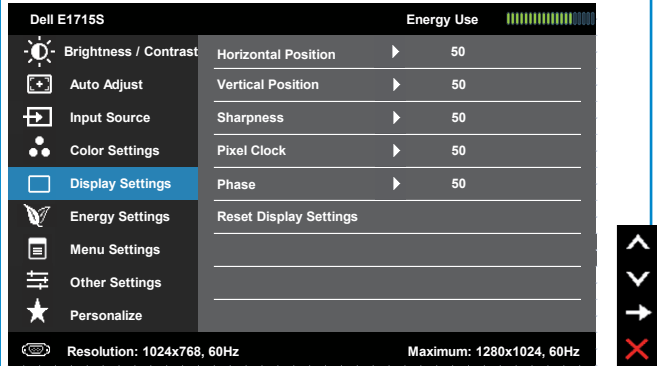 Dell E1715S Energy Use
Brightness / Contrast Horizontal Position 50
Auto Adjust Vertical Position 50
Input Source Sharpness 50
Color Settings Pixel Clock 50
Display Settings Phase 50
Energy Settings Reset Display Settings
Menu Settings
Other Settings
Personalize
Resolution: 1024x768, 60Hz Maximum: 1280x1024, 60Hz